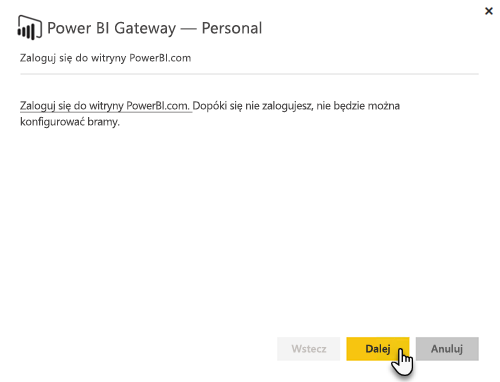 Power BI Gateway — Personal
Zaloguj się do witryny PowerBI.com
Zaloguj się do witryny PowerBI.com. Dopóki się nie zalogujesz, nie będzie można
konfigurować bramy.
Wstecz Dalej Anuluj